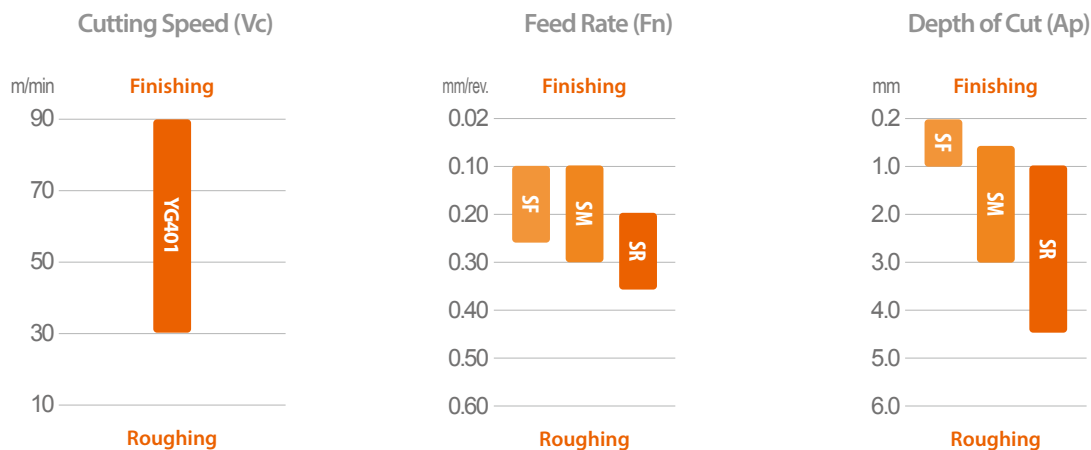 Cutting Speed (Vc)
m/min
Finishing
90
70
50
30
10
YG401
Roughing
Feed Rate (Fn)
mm/rev.
Finishing
0.02
0.10
0.20
0.30
0.40
0.50
0.60
SF
SM
SR
Roughing
Depth of Cut (Ap)
mm
Finishing
0.2
1.0
2.0
3.0
4.0
5.0
6.0
SF
SM
SR
Roughing